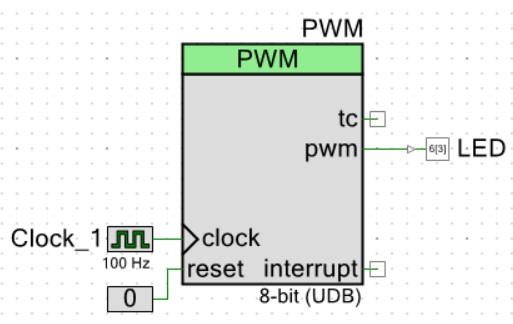 PWM
PWM
tc
pwm
6[3] LED
Clock_1
clock
100 Hz
reset
interrupt
0
8-bit (UDB)